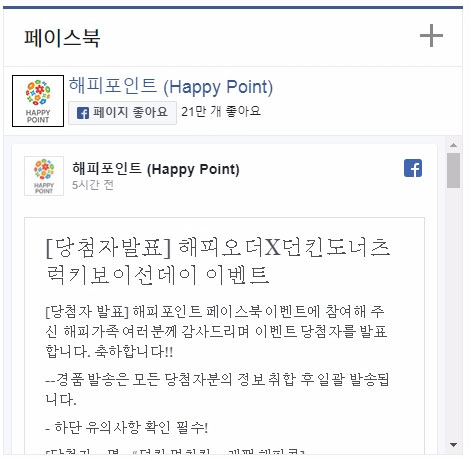 페이스북
해피포인트 (Happy Point)
HAPPY
POINT
페이지 좋아요 21만 개 좋아요
HAPPY
POINT
해피포인트 (Happy Point)
5시간 전
[당첨자발표] 해피오더X던킨도너츠
럭키보이선데이 이벤트
[당첨자 발표] 해피포인트 페이스북 이벤트에 참여해 주
신 해피가족 여러분께 감사드리며 이벤트 당첨자를 발표
합니다. 축하합니다!!
--경품 발송은 모든 당첨자분의 정보 취합 후 일괄 발송됩
니다.
- 하단 유의사항 확인 필수!